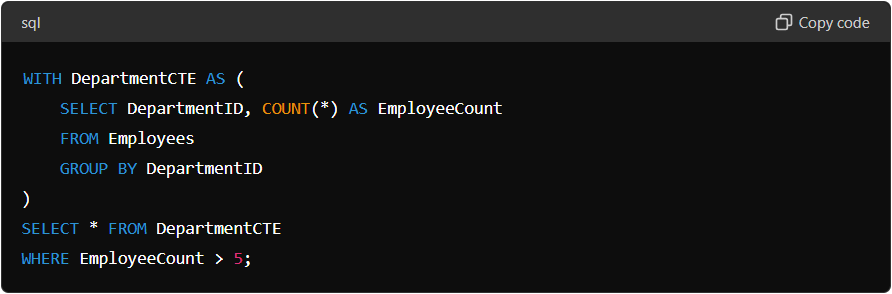 sql
Copy code
WITH DepartmentCTE AS (
    SELECT DepartmentID, COUNT(*) AS EmployeeCount
    FROM Employees
    GROUP BY DepartmentID
)
SELECT * FROM DepartmentCTE
WHERE EmployeeCount > 5;